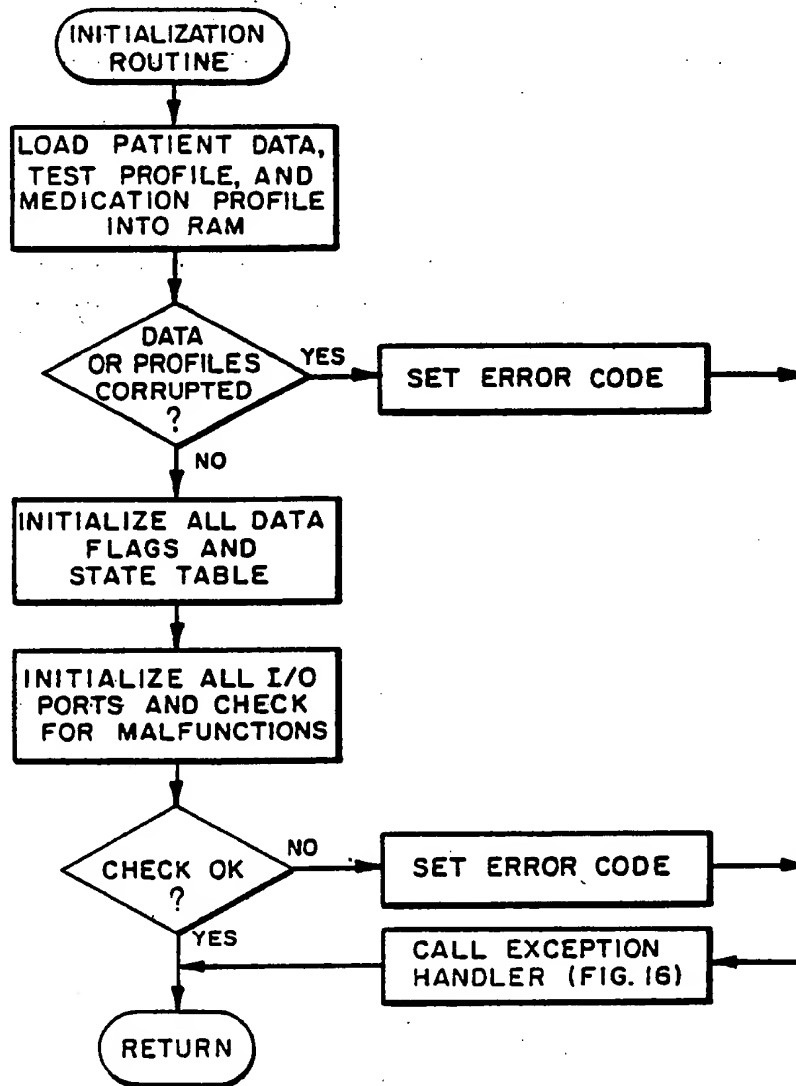 INITIALIZATION
ROUTINE
LOAD PATIENT DATA,
TEST PROFILE, AND
MEDICATION PROFILE
INTO RAM
DATA
OR PROFILES
CORRUPTED
?
YES
SET ERROR CODE
NO
INITIALIZE ALL DATA
FLAGS AND
STATE TABLE
INITIALIZE ALL I/O
PORTS AND CHECK
FOR MALFUNCTIONS
CHECK OK
?
NO
SET ERROR CODE
YES
CALL EXCEPTION
HANDLER (FIG. 16)
RETURN